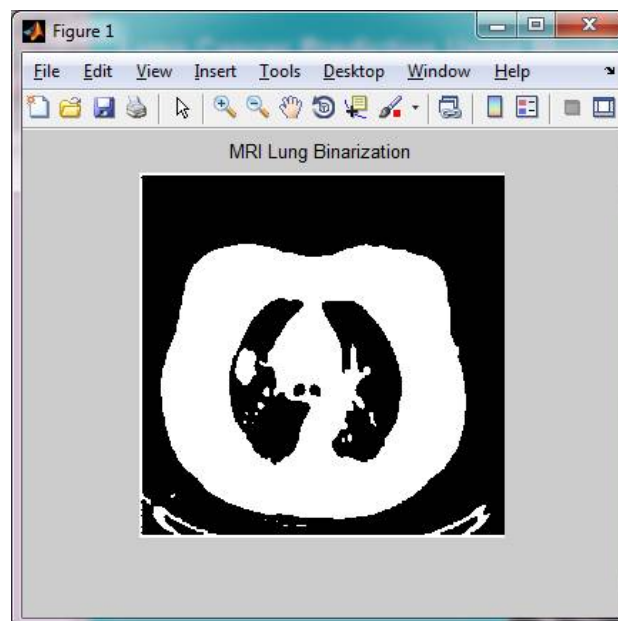 Figure 1
File Edit View Insert Tools Desktop Window Help
MRI Lung Binarization